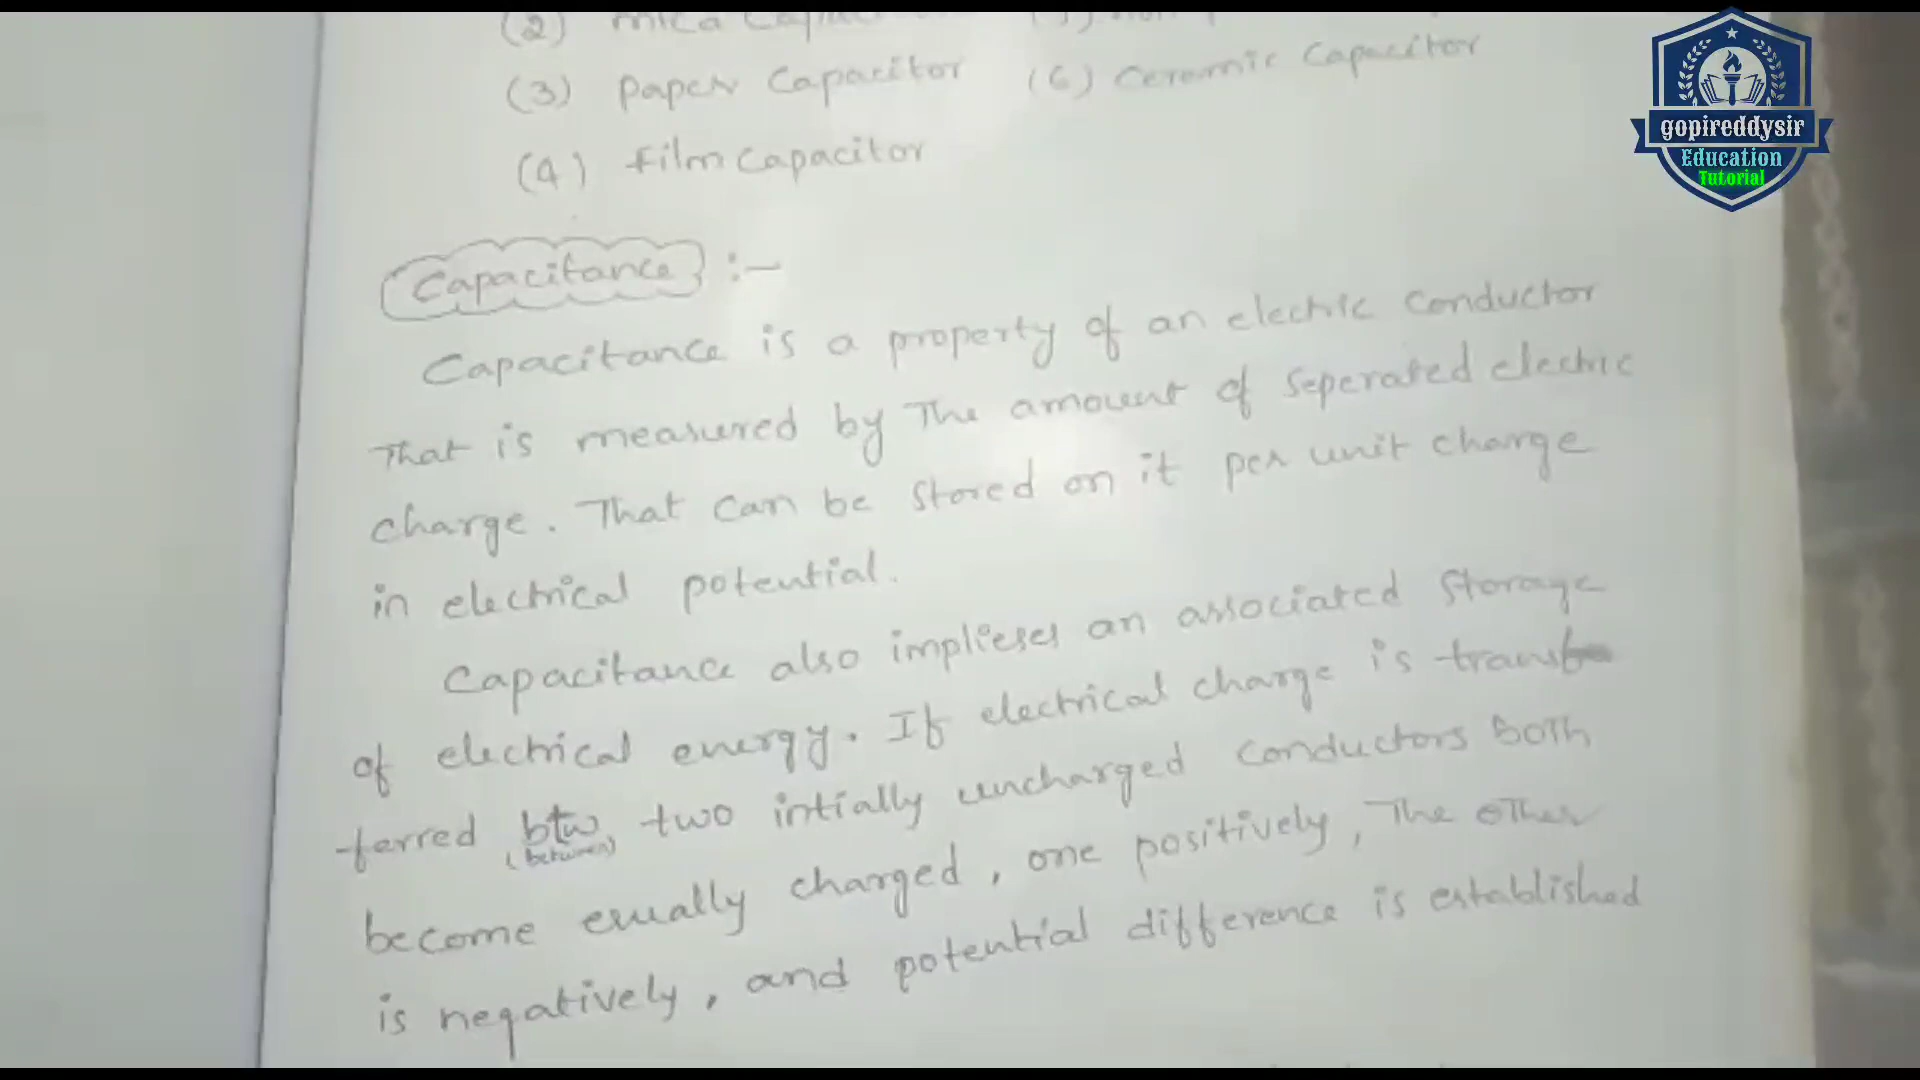 (2) mica
(3) paper Capacitor (6) Ceramic Capacitor
(4) film Capacitor
Capacitance :-
Capacitance is a property of an electric conductor
That is measured by The amount of Seperated electric
charge. That can be stored on it per unit charge
in electrical potential.
Capacitance also implieses an associated storage
of electrical energy. If electrical charge is trans
-ferred btw, two intially uncharged conductors both
(between)
become eually charged, one positively, The other
is negatively, and potential difference is established
gopireddysir
Education
Tutorial